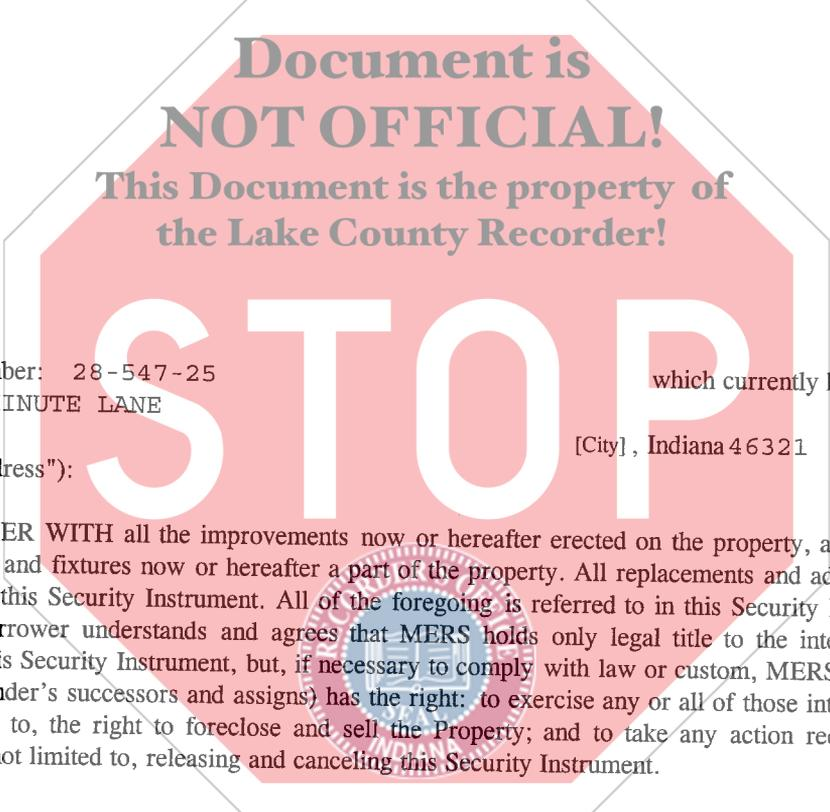 Document is
NOT OFFICIAL!
This Document is the property of
the Lake County Recorder!
STOP
ber: 28-547-25 which currently
INUTE LANE
[City] , Indiana 46321
ress"):
ER WITH all the improvements now or hereafter erected on the property, a
and fixtures now or hereafter a part of the property. All replacements and ad
this Security Instrument. All of the foregoing is referred to in this Security
rrower understands and agrees that MERS holds only legal title to the inte
is Security Instrument, but, if necessary to comply with law or custom, MERS
nder's successors and assigns) has the right: to exercise any or all of those int
to, the right to foreclose and sell the Property; and to take any action req
not limited to, releasing and canceling this Security Instrument.
SEAL
INDIANA